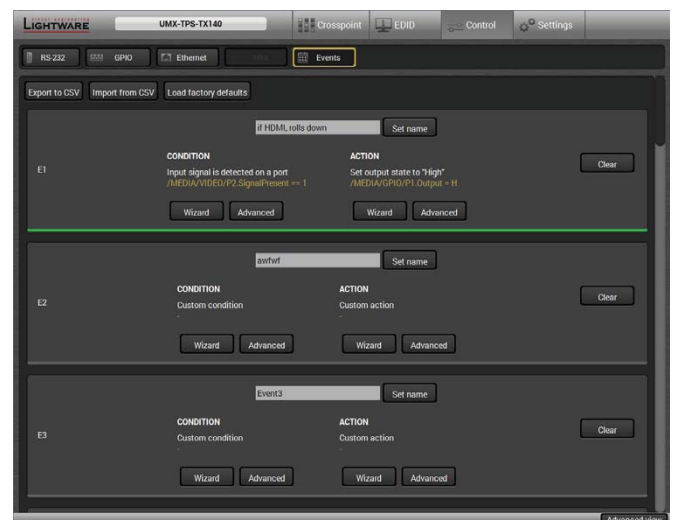 LIGHTWARE UMX-TPS-TX140 Crosspoint EDID Control Settings
RS-232 GPIO Ethernet Events
Export to CSV Import from CSV Load factory defaults
if HDMI, rolls down Set name
CONDITION ACTION
E1 Input signal is detected on a port Set output state to "High" Clear
/MEDIA/VIDEO/P2.SignalPresent == 1 /MEDIA/GPIO/P1.Output = H
Wizard Advanced Wizard Advanced
awfwf Set name
CONDITION ACTION
E2 Custom condition Custom action Clear
- -
Wizard Advanced Wizard Advanced
Event3 Set name
CONDITION ACTION
E3 Custom condition Custom action Clear
- -
Wizard Advanced Wizard Advanced
Advanced view